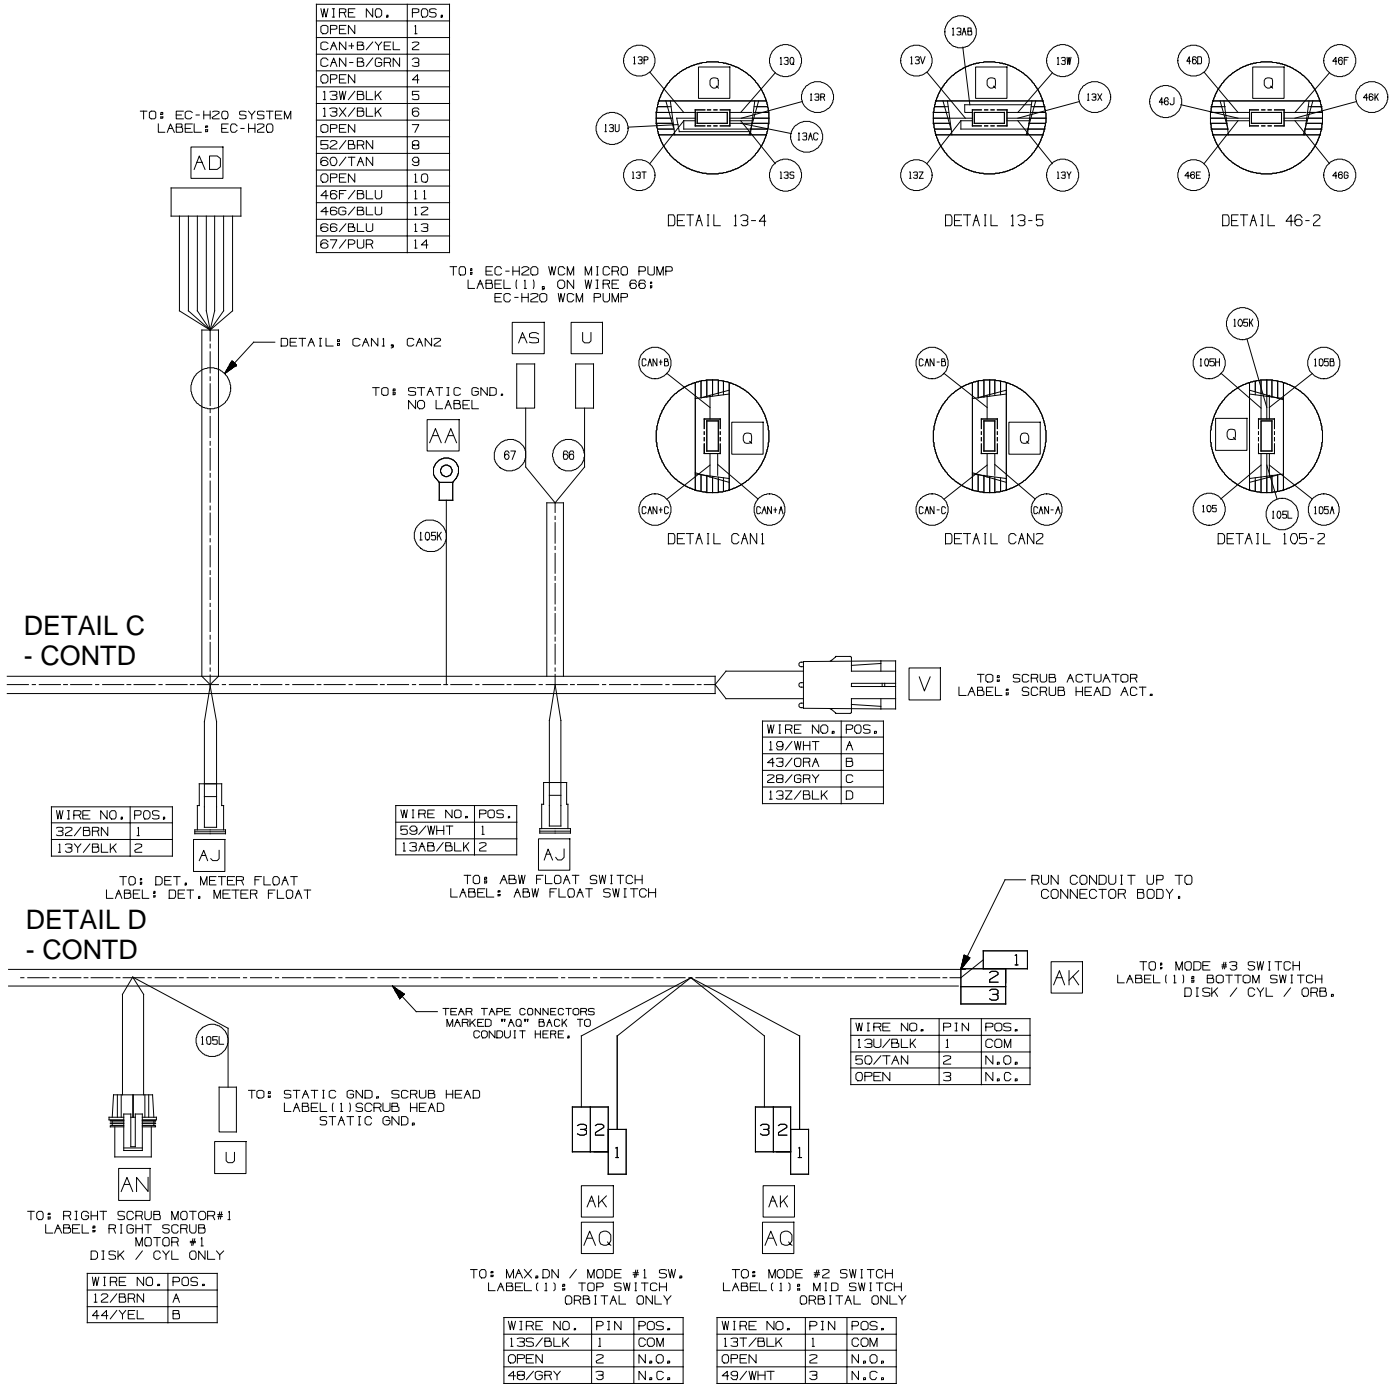 WIRE NO. POS.
OPEN 1
CAN+B/YEL 2
CAN-B/GRN 3
OPEN 4
13W/BLK 5
13X/BLK 6
OPEN 7
52/BRN 8
60/TAN 9
OPEN 10
46F/BLU 11
46G/BLU 12
66/BLU 13
67/PUR 14
TO: EC-H2O SYSTEM
LABEL: EC-H2O
AD
13P
13Q
Q
13R
13U
13AC
13T
13S
DETAIL 13-4
13AB
13V
13W
Q
13X
13Z
13Y
DETAIL 13-5
46D
46F
Q
46J
46K
46E
46G
DETAIL 46-2
TO: EC-H2O WCM MICRO PUMP
LABEL(1), ON WIRE 66:
EC-H2O WCM PUMP
AS
U
DETAIL: CAN1, CAN2
TO: STATIC GND.
NO LABEL
AA
67
66
105K
CAN+B
Q
CAN+C
CAN+A
DETAIL CAN1
CAN-B
Q
CAN-C
CAN-A
DETAIL CAN2
105K
105H
105B
Q
105
105L
105A
DETAIL 105-2
DETAIL C
- CONTD
V
TO: SCRUB ACTUATOR
LABEL: SCRUB HEAD ACT.
WIRE NO. POS.
19/WHT A
43/ORA B
28/GRY C
13Z/BLK D
WIRE NO. POS.
32/BRN 1
13Y/BLK 2
AJ
TO: DET. METER FLOAT
LABEL: DET. METER FLOAT
WIRE NO. POS.
59/WHT 1
13AB/BLK 2
AJ
TO: ABW FLOAT SWITCH
LABEL: ABW FLOAT SWITCH
RUN CONDUIT UP TO
CONNECTOR BODY.
DETAIL D
- CONTD
1
2
3
AK
TO: MODE #3 SWITCH
LABEL(1): BOTTOM SWITCH
DISK / CYL / ORB.
TEAR TAPE CONNECTORS
MARKED "AQ" BACK TO
CONDUIT HERE.
WIRE NO. PIN POS.
13U/BLK 1 COM
50/TAN 2 N.O.
OPEN 3 N.C.
105L
TO: STATIC GND. SCRUB HEAD
LABEL(1)SCRUB HEAD
STATIC GND.
U
AN
TO: RIGHT SCRUB MOTOR#1
LABEL: RIGHT SCRUB
MOTOR #1
DISK / CYL ONLY
WIRE NO. POS.
12/BRN A
44/YEL B
3 2
1
AK
AQ
TO: MAX.DN / MODE #1 SW.
LABEL(1): TOP SWITCH
ORBITAL ONLY
WIRE NO. PIN POS.
13S/BLK 1 COM
OPEN 2 N.O.
48/GRY 3 N.C.
3 2
1
AK
AQ
TO: MODE #2 SWITCH
LABEL(1): MID SWITCH
ORBITAL ONLY
WIRE NO. PIN POS.
13T/BLK 1 COM
OPEN 2 N.O.
49/WHT 3 N.C.